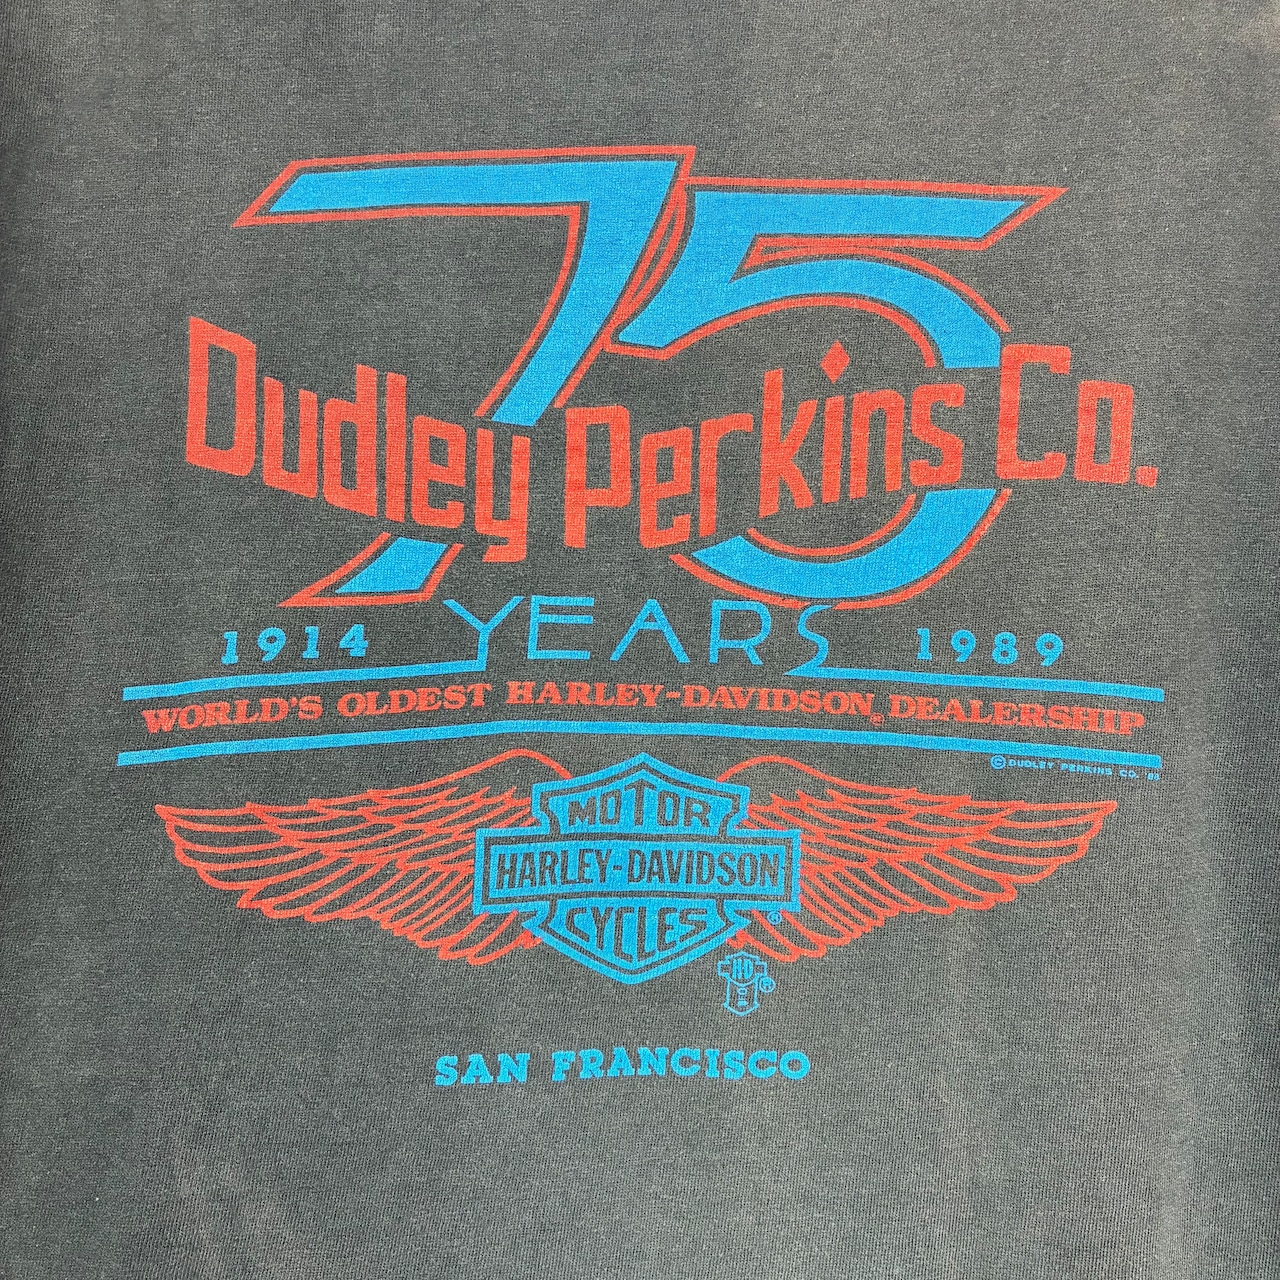 75
Dudley Perkins Co.
1914 YEARS 1989
WORLD'S OLDEST HARLEY-DAVIDSON® DEALERSHIP
© DUDLEY PERKINS CO.
MOTOR
HARLEY-DAVIDSON
CYCLES
®
HD ®
SAN FRANCISCO